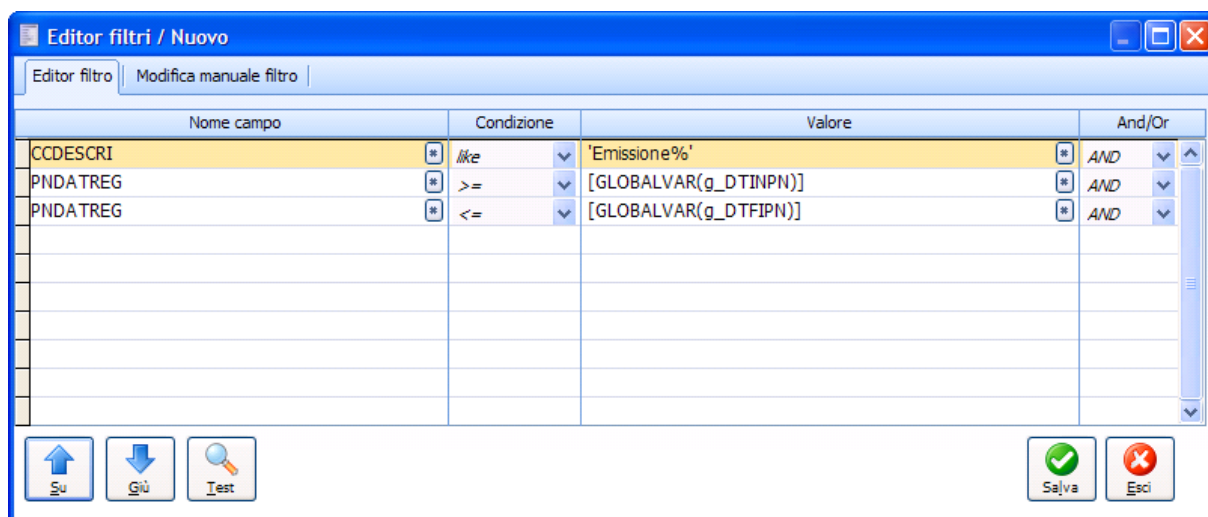 Editor filtri / Nuovo
Editor filtro Modifica manuale filtro
Nome campo Condizione Valore And/Or
CCDESCRI like 'Emissione%' AND
PNDATREG >= [GLOBALVAR(g_DTINPN)] AND
PNDATREG <= [GLOBALVAR(g_DTFIPN)] AND
Su Giù Test Salva Esci